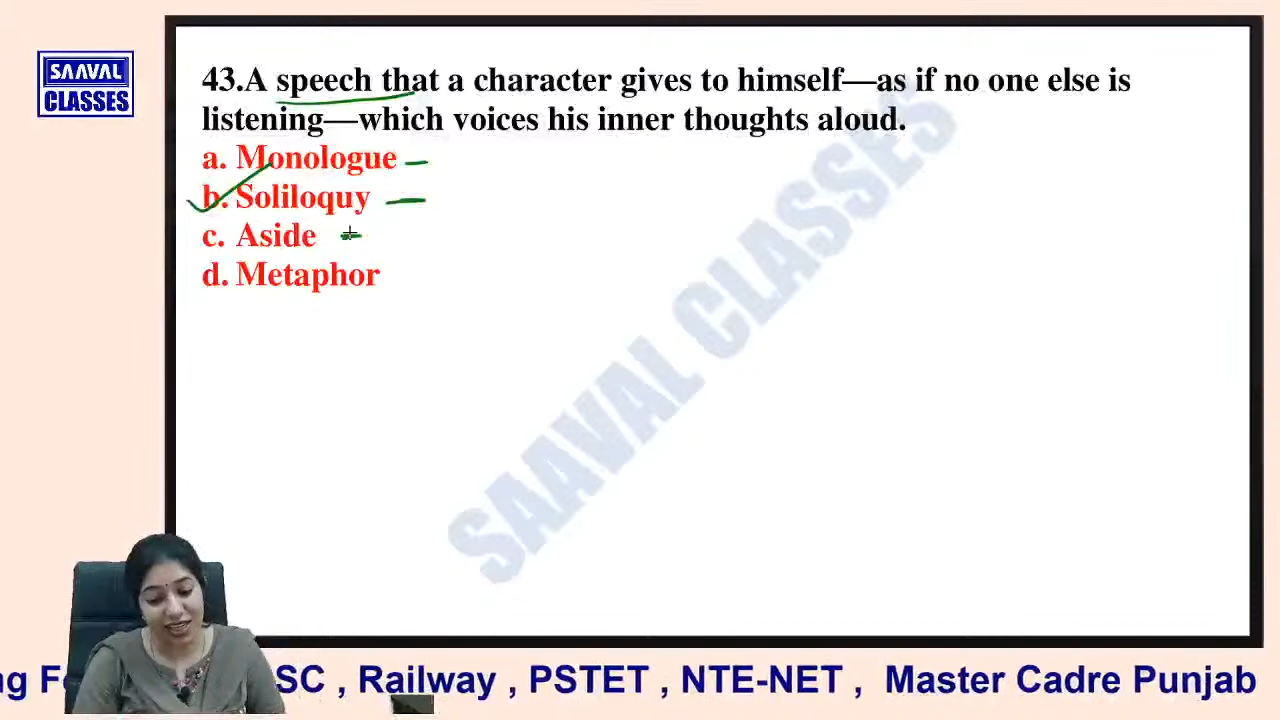 SAAVAL
CLASSES
43.A speech that a character gives to himself—as if no one else is
listening—which voices his inner thoughts aloud.
a. Monologue
b. Soliloquy
c. Aside
d. Metaphor
SAAVAL CLASSES
SC , Railway , PSTET , NTE-NET , Master Cadre Punjab